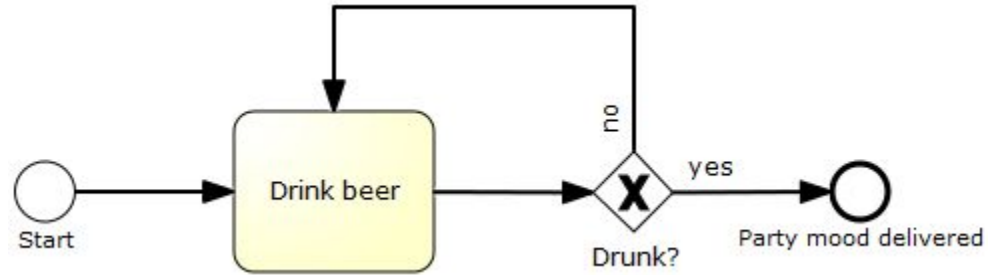 Start
Drink beer
no
Drunk?
yes
Party mood delivered